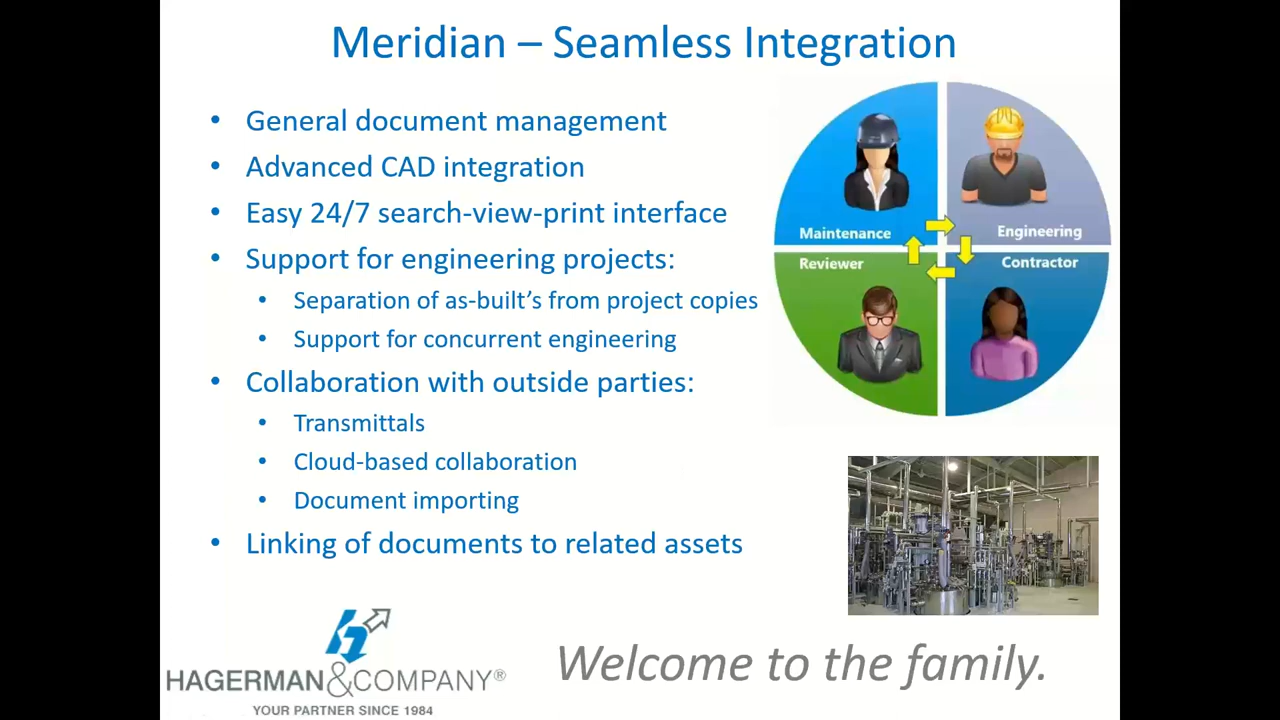 Meridian – Seamless Integration
• General document management
• Advanced CAD integration
• Easy 24/7 search-view-print interface
• Support for engineering projects:
• Separation of as-built’s from project copies
• Support for concurrent engineering
• Collaboration with outside parties:
• Transmittals
• Cloud-based collaboration
• Document importing
• Linking of documents to related assets
Maintenance
Engineering
Reviewer
Contractor
HAGERMAN&COMPANY®
YOUR PARTNER SINCE 1984
Welcome to the family.